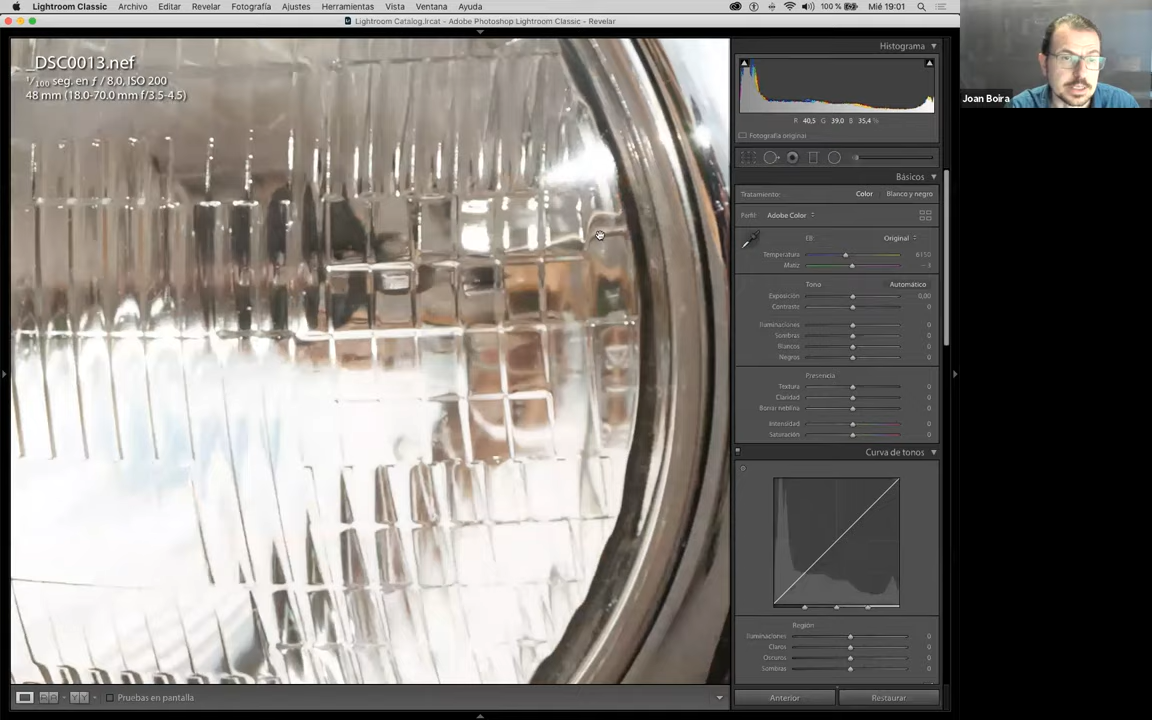 Lightroom Classic Archivo Editar Revelar Fotografía Ajustes Herramientas Vista Ventana Ayuda 100 % Mié 19:01
Lightroom Catalog.lrcat - Adobe Photoshop Lightroom Classic - Revelar
_DSC0013.nef
1/100 seg. en ƒ / 8,0, ISO 200
48 mm (18.0-70.0 mm f/3.5-4.5)
Joan Boira
Histograma
R 40,5 G 39,0 B 35,4 %
Fotografía original
Básicos
Tratamiento: Color Blanco y negro
Perfil: Adobe Color
EB: Original
Temperatura 6150
Matiz
Tono Automático
Exposición 0,00
Contraste 0
Iluminaciones 0
Sombras 0
Blancos 0
Negros 0
Presencia
Textura 0
Claridad 0
Borrar neblina 0
Intensidad 0
Saturación 0
Curva de tonos
Región
Iluminaciones 0
Claros 0
Oscuros 0
Sombras 0
Pruebas en pantalla
Anterior Restaurar